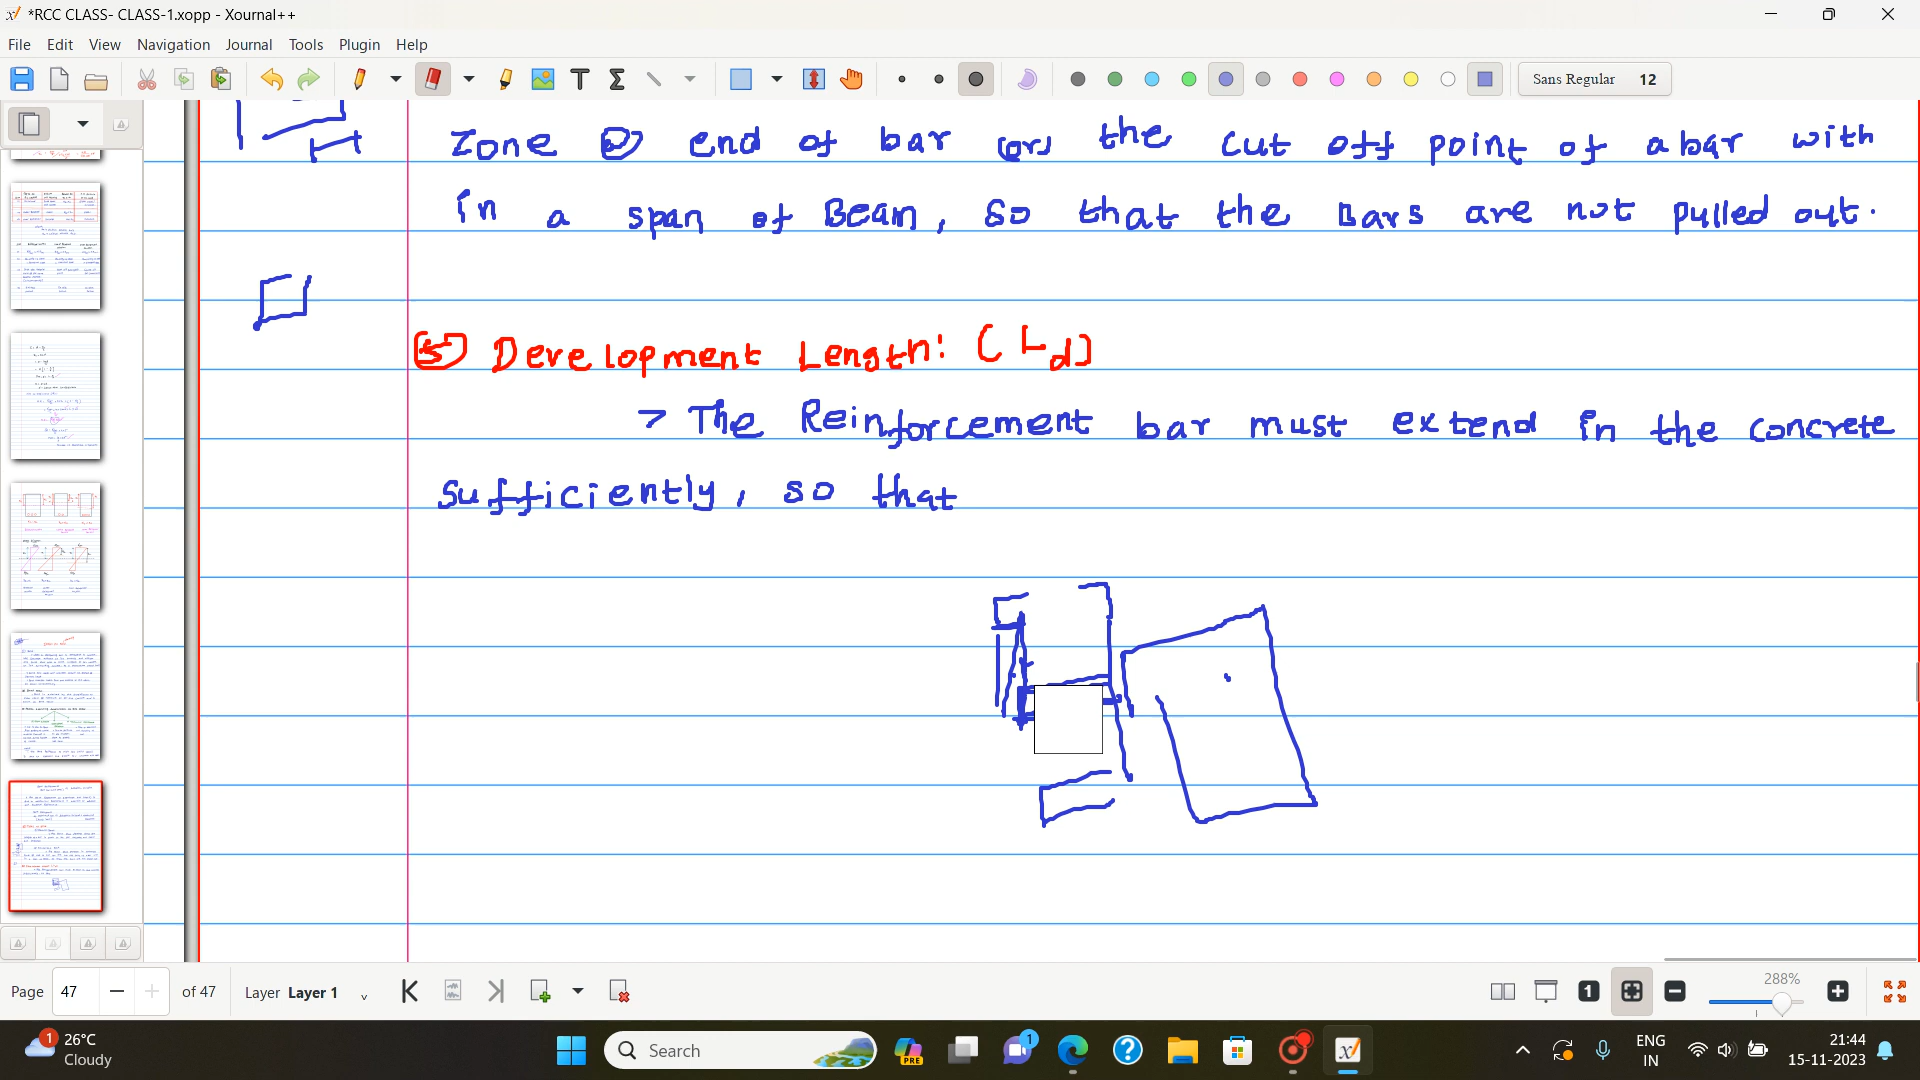 *RCC CLASS- CLASS-1.xopp - Xournal++
File Edit View Navigation Journal Tools Plugin Help
Sans Regular 12
Zone @ end of bar (or) the cut off point of a bar with
in a span of Beam, so that the Bars are not pulled out.
(5) Development Length: (Ld)
> The Reinforcement bar must extend in the concrete
sufficiently, so that
Page 47 of 47 Layer Layer 1
288%
1
26°C
Cloudy
Search
PRE
1
ENG
IN
21:44
15-11-2023